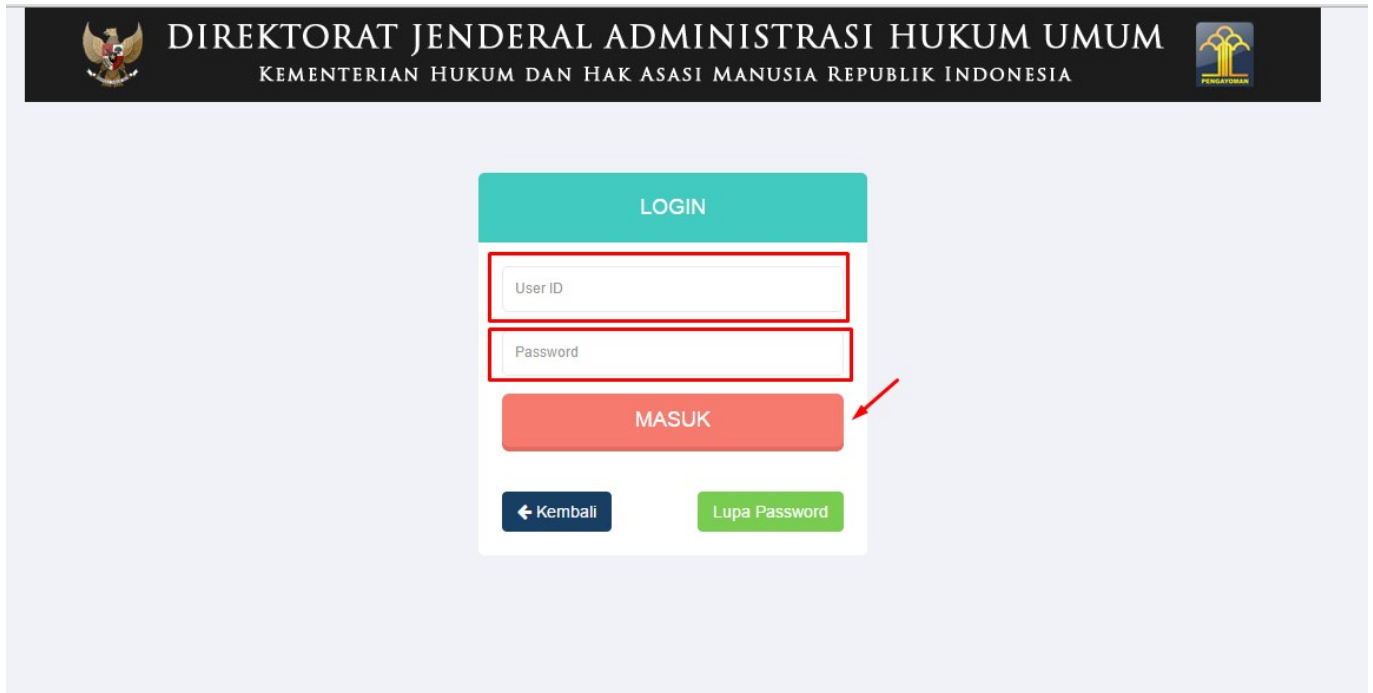 DIREKTORAT JENDERAL ADMINISTRASI HUKUM UMUM
KEMENTERIAN HUKUM DAN HAK ASASI MANUSIA REPUBLIK INDONESIA
PENGAYOMAN
LOGIN
User ID
Password
MASUK
Kembali
Lupa Password